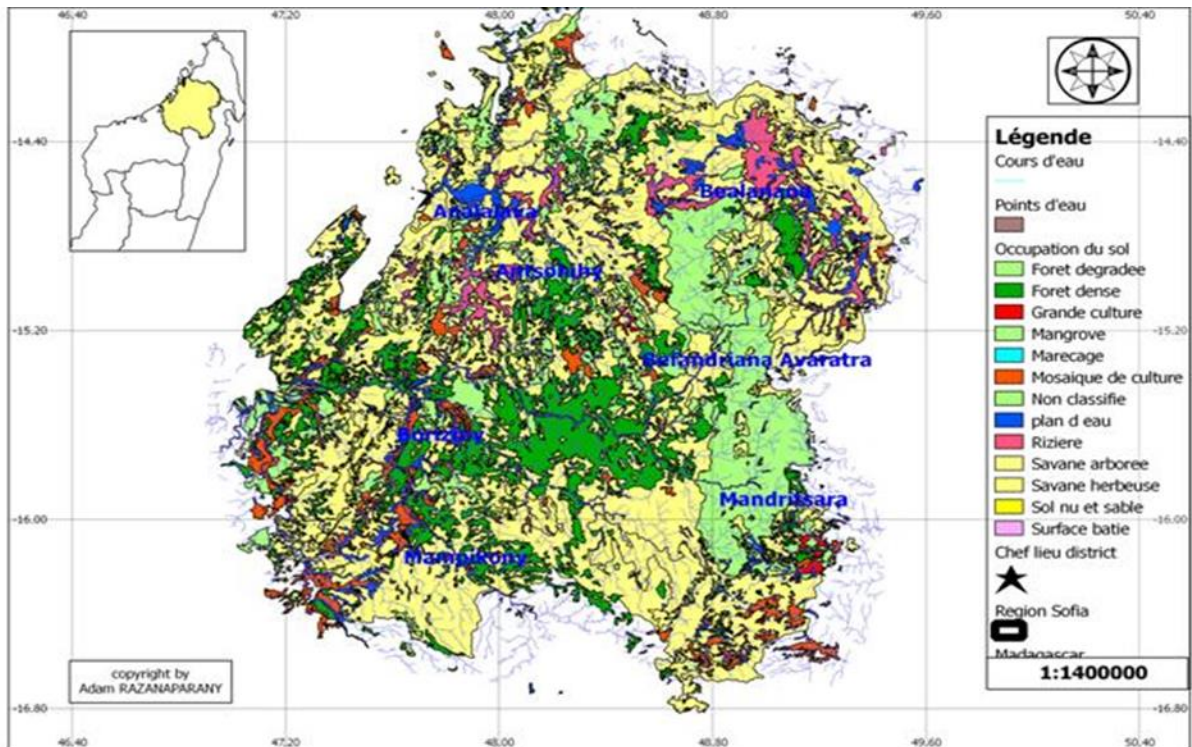 46.40 47.20 48.00 48.80 49.60 50.40
-14.40 -14.40
Bealanana
Analalava
Antsohihy
-15.20 -15.20
Befandriana Avaratra
Boriziny
Mandritsara
-16.00 -16.00
Mampikony
-16.80 -16.80
46.40 47.20 48.00 48.80 49.60 50.40
copyright by
Adam RAZANAPARANY
Légende
Cours d'eau
Points d'eau
Occupation du sol
Foret degradee
Foret dense
Grande culture
Mangrove
Marecage
Mosaique de culture
Non classifie
plan d eau
Riziere
Savane arboree
Savane herbeuse
Sol nu et sable
Surface batie
Chef lieu district
Region Sofia
Madagascar
1:1400000